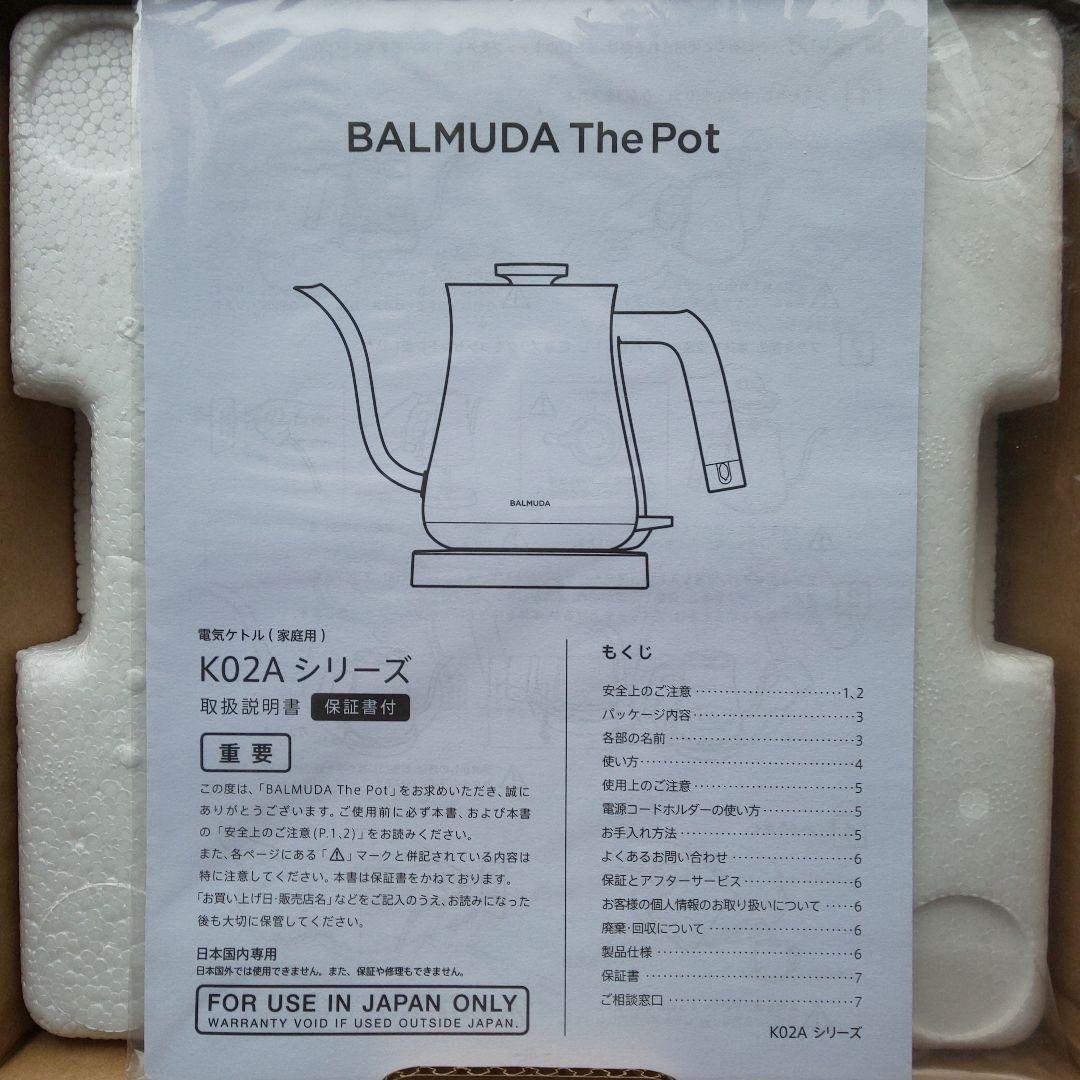 BALMUDA The Pot
BALMUDA
電気ケトル ( 家庭用 )
K02A シリーズ
取扱説明書 保証書付
重 要
この度は、「BALMUDA The Pot」をお求めいただき、誠に
ありがとうございます。ご使用前に必ず本書、および本書
の「安全上のご注意(P.1、2)」をお読みください。
また、各ページにある「⚠」マークと併記されている内容は
特に注意してください。本書は保証書をかねております。
「お買い上げ日・販売店名」などをご記入のうえ、お読みになった
後も大切に保管してください。
日本国内専用
日本国外では使用できません。また、保証や修理もできません。
FOR USE IN JAPAN ONLY
WARRANTY VOID IF USED OUTSIDE JAPAN.
もくじ
安全上のご注意 ························ 1、2
パッケージ内容 ························ 3
各部の名前 ························ 3
使い方 ························ 4
使用上のご注意 ························ 5
電源コードホルダーの使い方 ················ 5
お手入れ方法 ························ 5
よくあるお問い合わせ ···················· 6
保証とアフターサービス ·················· 6
お客様の個人情報のお取り扱いについて ····· 6
廃棄・回収について ······················ 6
製品仕様 ························ 6
保証書 ························ 7
ご相談窓口 ························ 7
K02A シリーズ